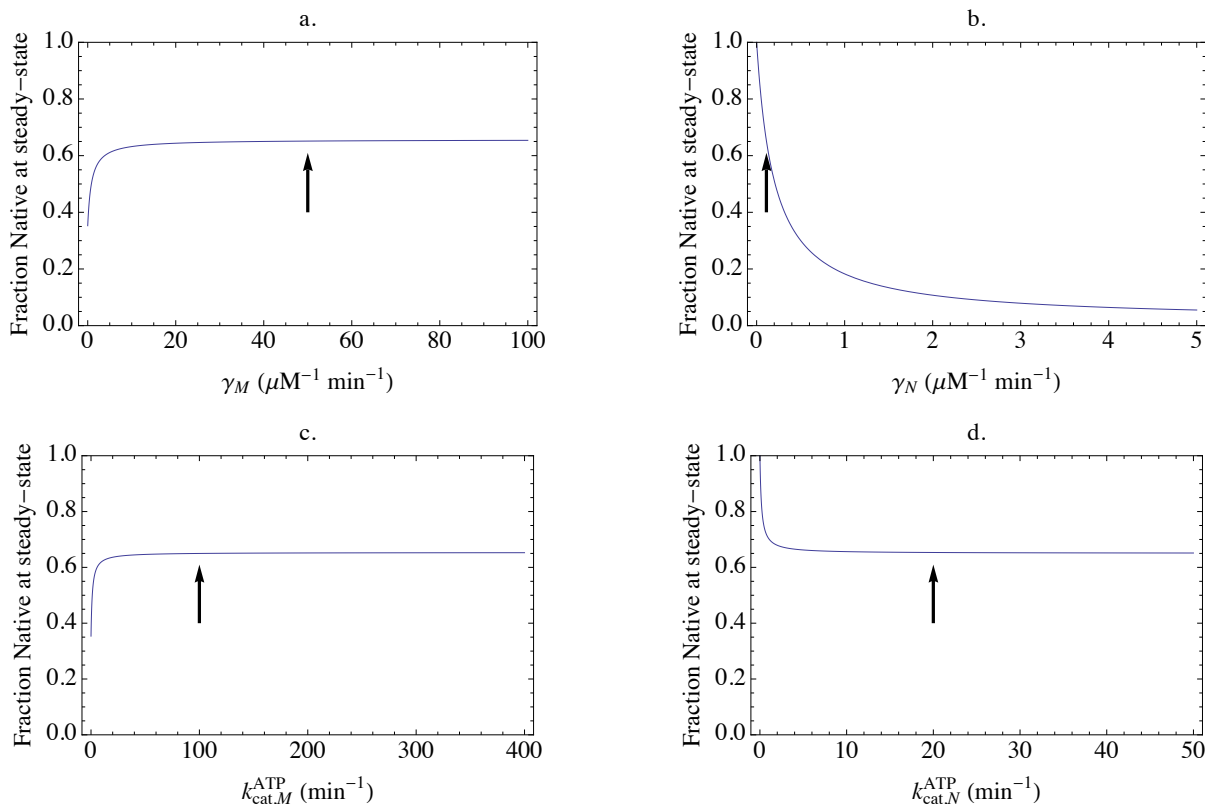 a.
Fraction Native at steady−state
1.0
0.8
0.6
0.4
0.2
0.0
0 20 40 60 80 100
γM (μM−1 min−1)
b.
Fraction Native at steady−state
1.0
0.8
0.6
0.4
0.2
0.0
0 1 2 3 4 5
γN (μM−1 min−1)
c.
Fraction Native at steady−state
1.0
0.8
0.6
0.4
0.2
0.0
0 100 200 300 400
kATPcat,M (min−1)
d.
Fraction Native at steady−state
1.0
0.8
0.6
0.4
0.2
0.0
0 10 20 30 40 50
kATPcat,N (min−1)